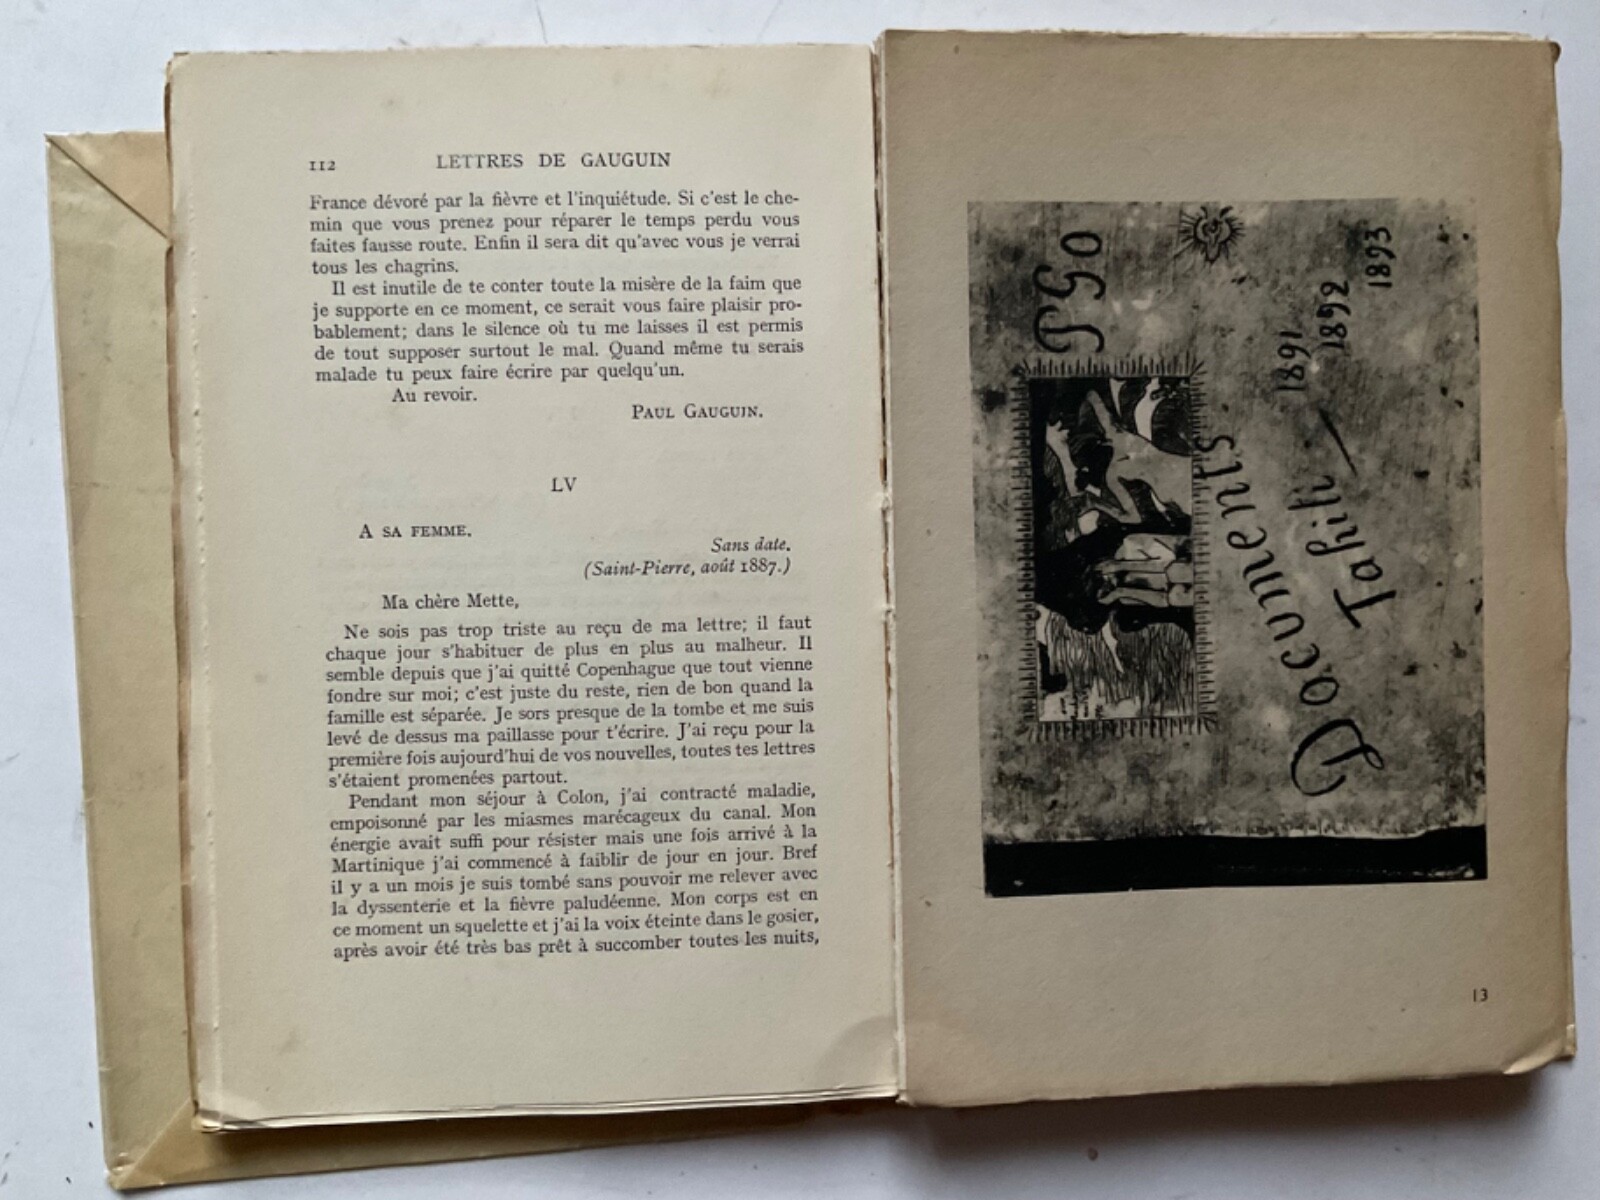 112 LETTRES DE GAUGUIN
France dévoré par la fièvre et l'inquiétude. Si c'est le che-
min que vous prenez pour réparer le temps perdu vous
faites fausse route. Enfin il sera dit qu'avec vous je verrai
tous les chagrins.
Il est inutile de te conter toute la misère de la faim que
je supporte en ce moment, ce serait vous faire plaisir pro-
bablement; dans le silence où tu me laisses il est permis
de tout supposer surtout le mal. Quand même tu serais
malade tu peux faire écrire par quelqu'un.
Au revoir.
PAUL GAUGUIN.
LV
A SA FEMME.
Sans date.
(Saint-Pierre, août 1887.)
Ma chère Mette,
Ne sois pas trop triste au reçu de ma lettre; il faut
chaque jour s'habituer de plus en plus au malheur. Il
semble depuis que j'ai quitté Copenhague que tout vienne
fondre sur moi; c'est juste du reste, rien de bon quand la
famille est séparée. Je sors presque de la tombe et me suis
levé de dessus ma paillasse pour t'écrire. J'ai reçu pour la
première fois aujourd'hui de vos nouvelles, toutes tes lettres
s'étaient promenées partout.
Pendant mon séjour à Colon, j'ai contracté maladie,
empoisonné par les miasmes marécageux du canal. Mon
énergie avait suffi pour résister mais une fois arrivé à la
Martinique j'ai commencé à faiblir de jour en jour. Bref
il y a un mois je suis tombé sans pouvoir me relever avec
la dyssenterie et la fièvre paludéenne. Mon corps est en
ce moment un squelette et j'ai la voix éteinte dans le gosier,
après avoir été très bas prêt à succomber toutes les nuits,
PGO
Documents
Tahiti —
1891
1892
1893
13